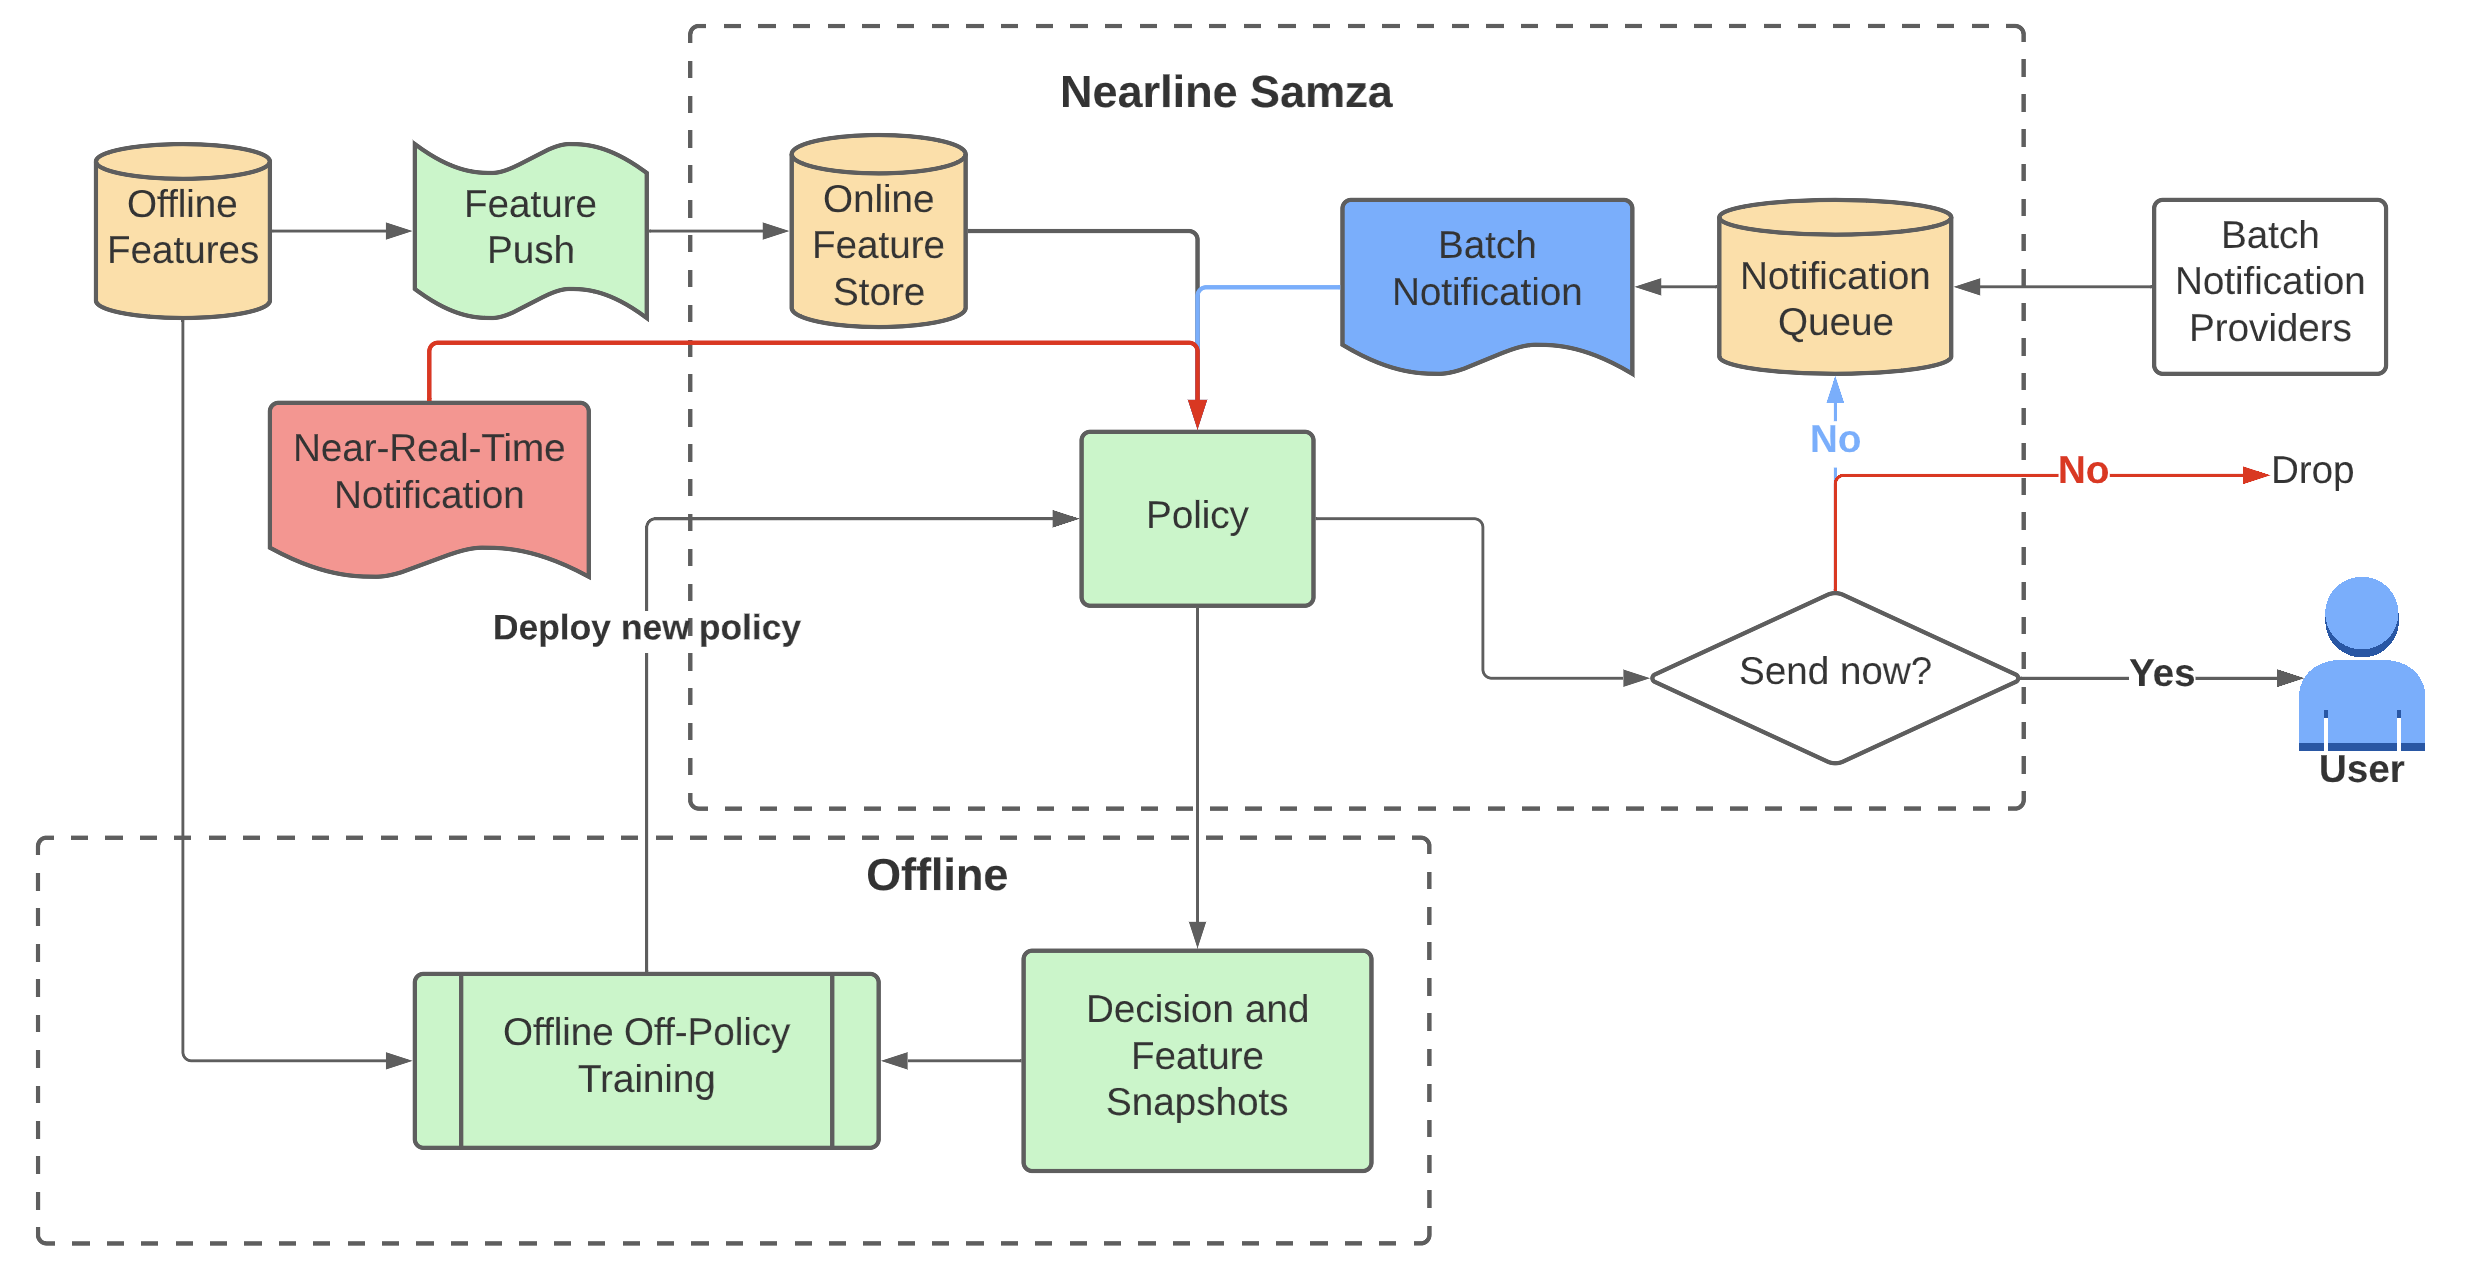 Nearline Samza
Offline
Features
Feature
Push
Online
Feature
Store
Batch
Notification
Notification
Queue
Batch
Notification
Providers
Near-Real-Time
Notification
Policy
No
No
Drop
Deploy new policy
Send now?
Yes
User
Offline
Offline Off-Policy
Training
Decision and
Feature
Snapshots